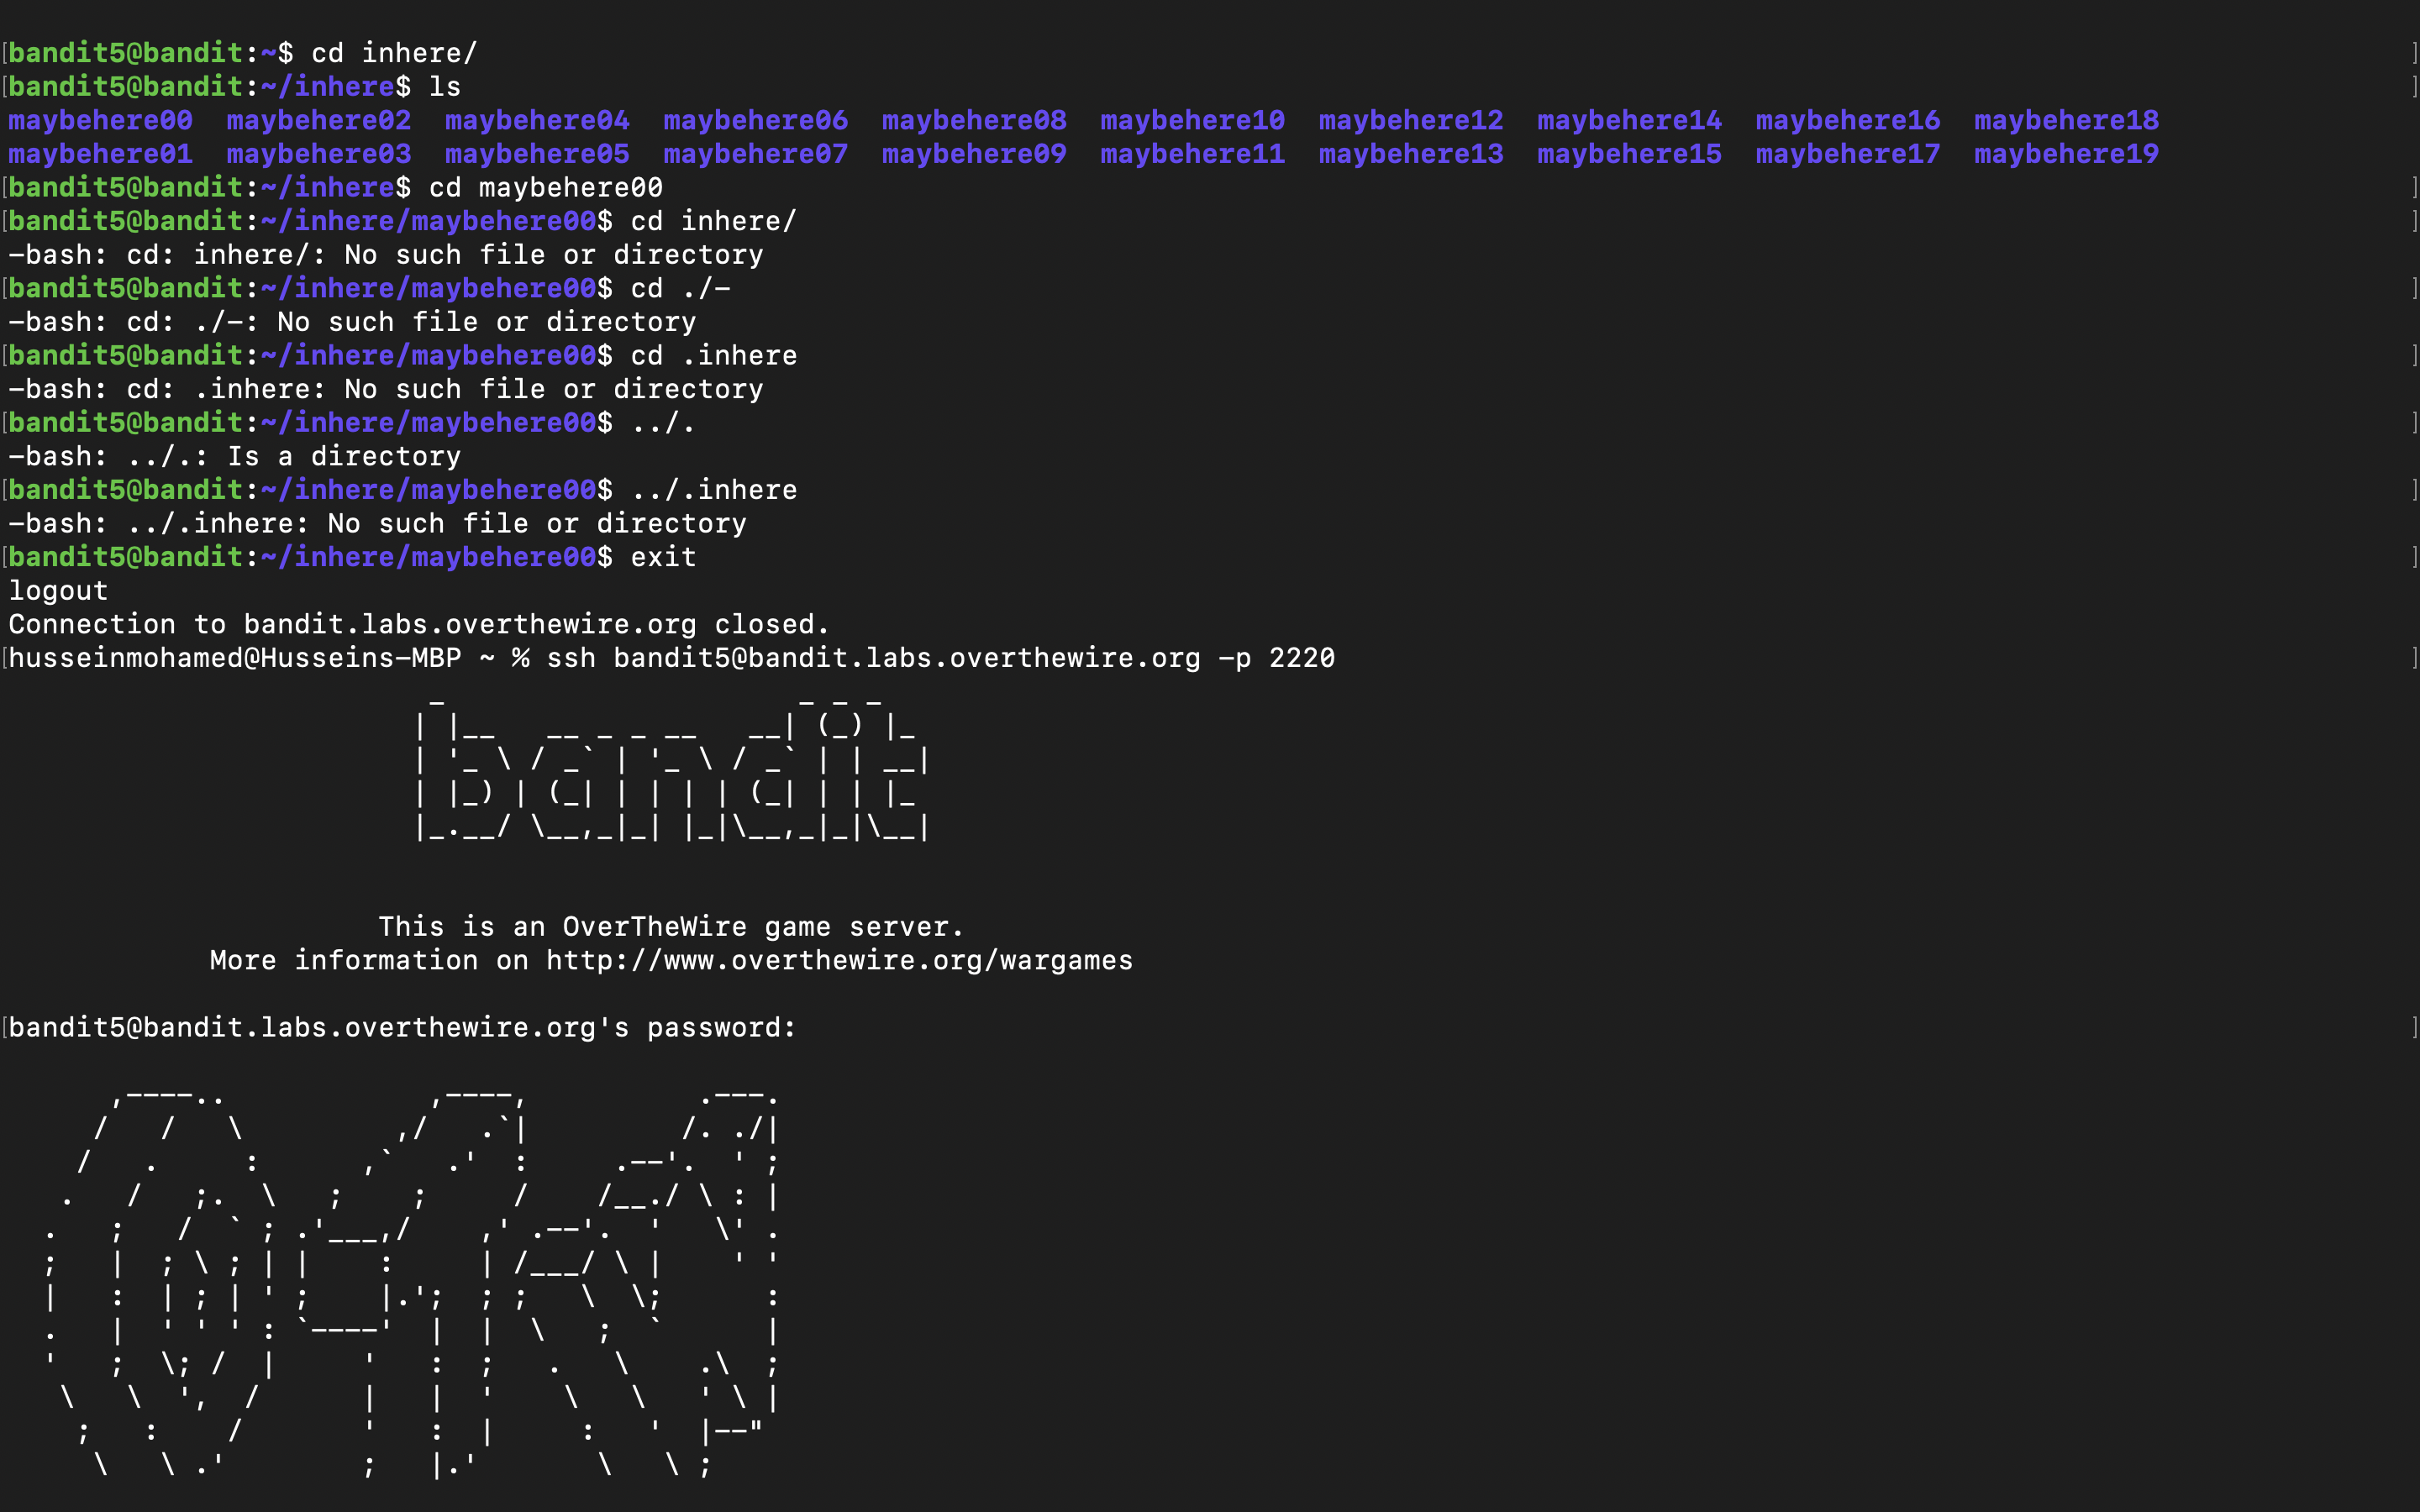 bandit5@bandit:~$ cd inhere/
bandit5@bandit:~/inhere$ ls
maybehere00  maybehere02  maybehere04  maybehere06  maybehere08  maybehere10  maybehere12  maybehere14  maybehere16  maybehere18
maybehere01  maybehere03  maybehere05  maybehere07  maybehere09  maybehere11  maybehere13  maybehere15  maybehere17  maybehere19
bandit5@bandit:~/inhere$ cd maybehere00
bandit5@bandit:~/inhere/maybehere00$ cd inhere/
-bash: cd: inhere/: No such file or directory
bandit5@bandit:~/inhere/maybehere00$ cd ./-
-bash: cd: ./-: No such file or directory
bandit5@bandit:~/inhere/maybehere00$ cd .inhere
-bash: cd: .inhere: No such file or directory
bandit5@bandit:~/inhere/maybehere00$ ../.
-bash: ../.: Is a directory
bandit5@bandit:~/inhere/maybehere00$ ../.inhere
-bash: ../.inhere: No such file or directory
bandit5@bandit:~/inhere/maybehere00$ exit
logout
Connection to bandit.labs.overthewire.org closed.
husseinmohamed@Husseins-MBP ~ % ssh bandit5@bandit.labs.overthewire.org -p 2220
bandit
This is an OverTheWire game server.
More information on http://www.overthewire.org/wargames
bandit5@bandit.labs.overthewire.org's password: